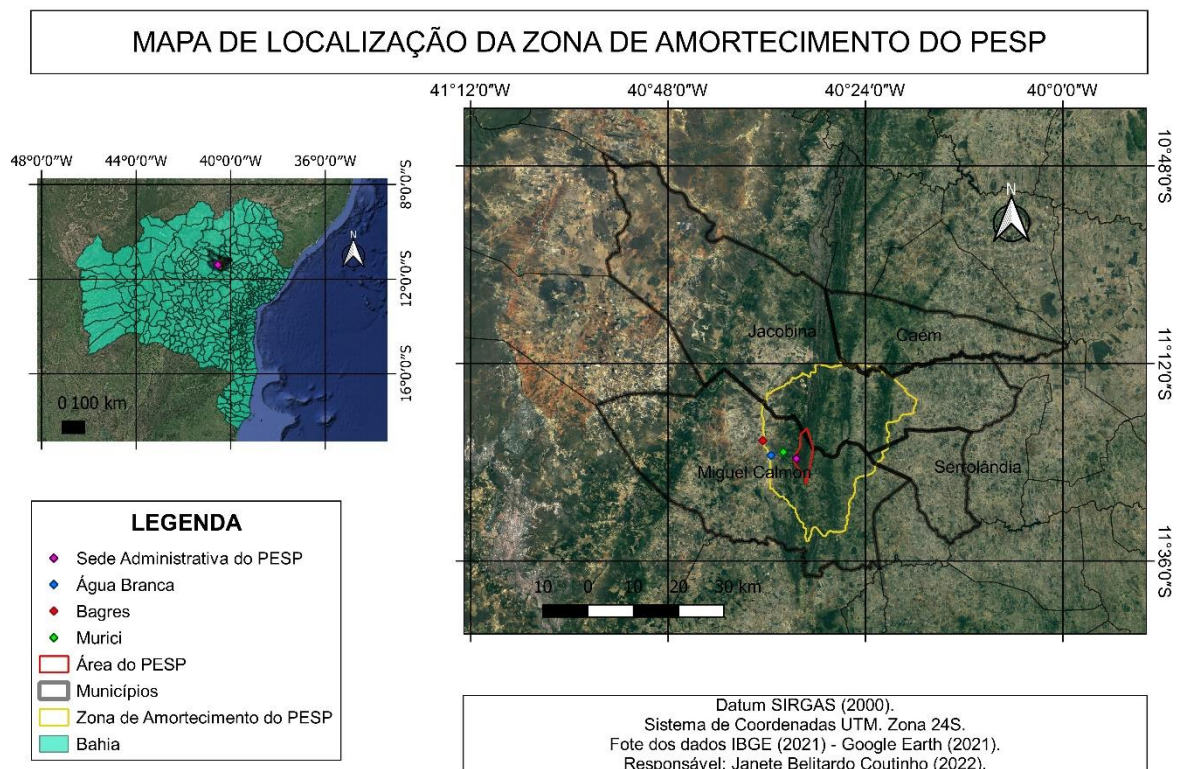 MAPA DE LOCALIZAÇÃO DA ZONA DE AMORTECIMENTO DO PESP
48°0'0"W 44°0'0"W 40°0'0"W 36°0'0"W
8°0'0"S
12°0'0"S
16°0'0"S
N
0 100 km
41°12'0"W 40°48'0"W 40°24'0"W 40°0'0"W
10°48'0"S
11°12'0"S
11°36'0"S
N
Jacobina
Caém
Miguel Calmon
Serrolândia
10 0 10 20 30 km
LEGENDA
Sede Administrativa do PESP
Água Branca
Bagres
Murici
Área do PESP
Municípios
Zona de Amortecimento do PESP
Bahia
Datum SIRGAS (2000).
Sistema de Coordenadas UTM. Zona 24S.
Fote dos dados IBGE (2021) - Google Earth (2021).
Responsável: Janete Belitardo Coutinho (2022).